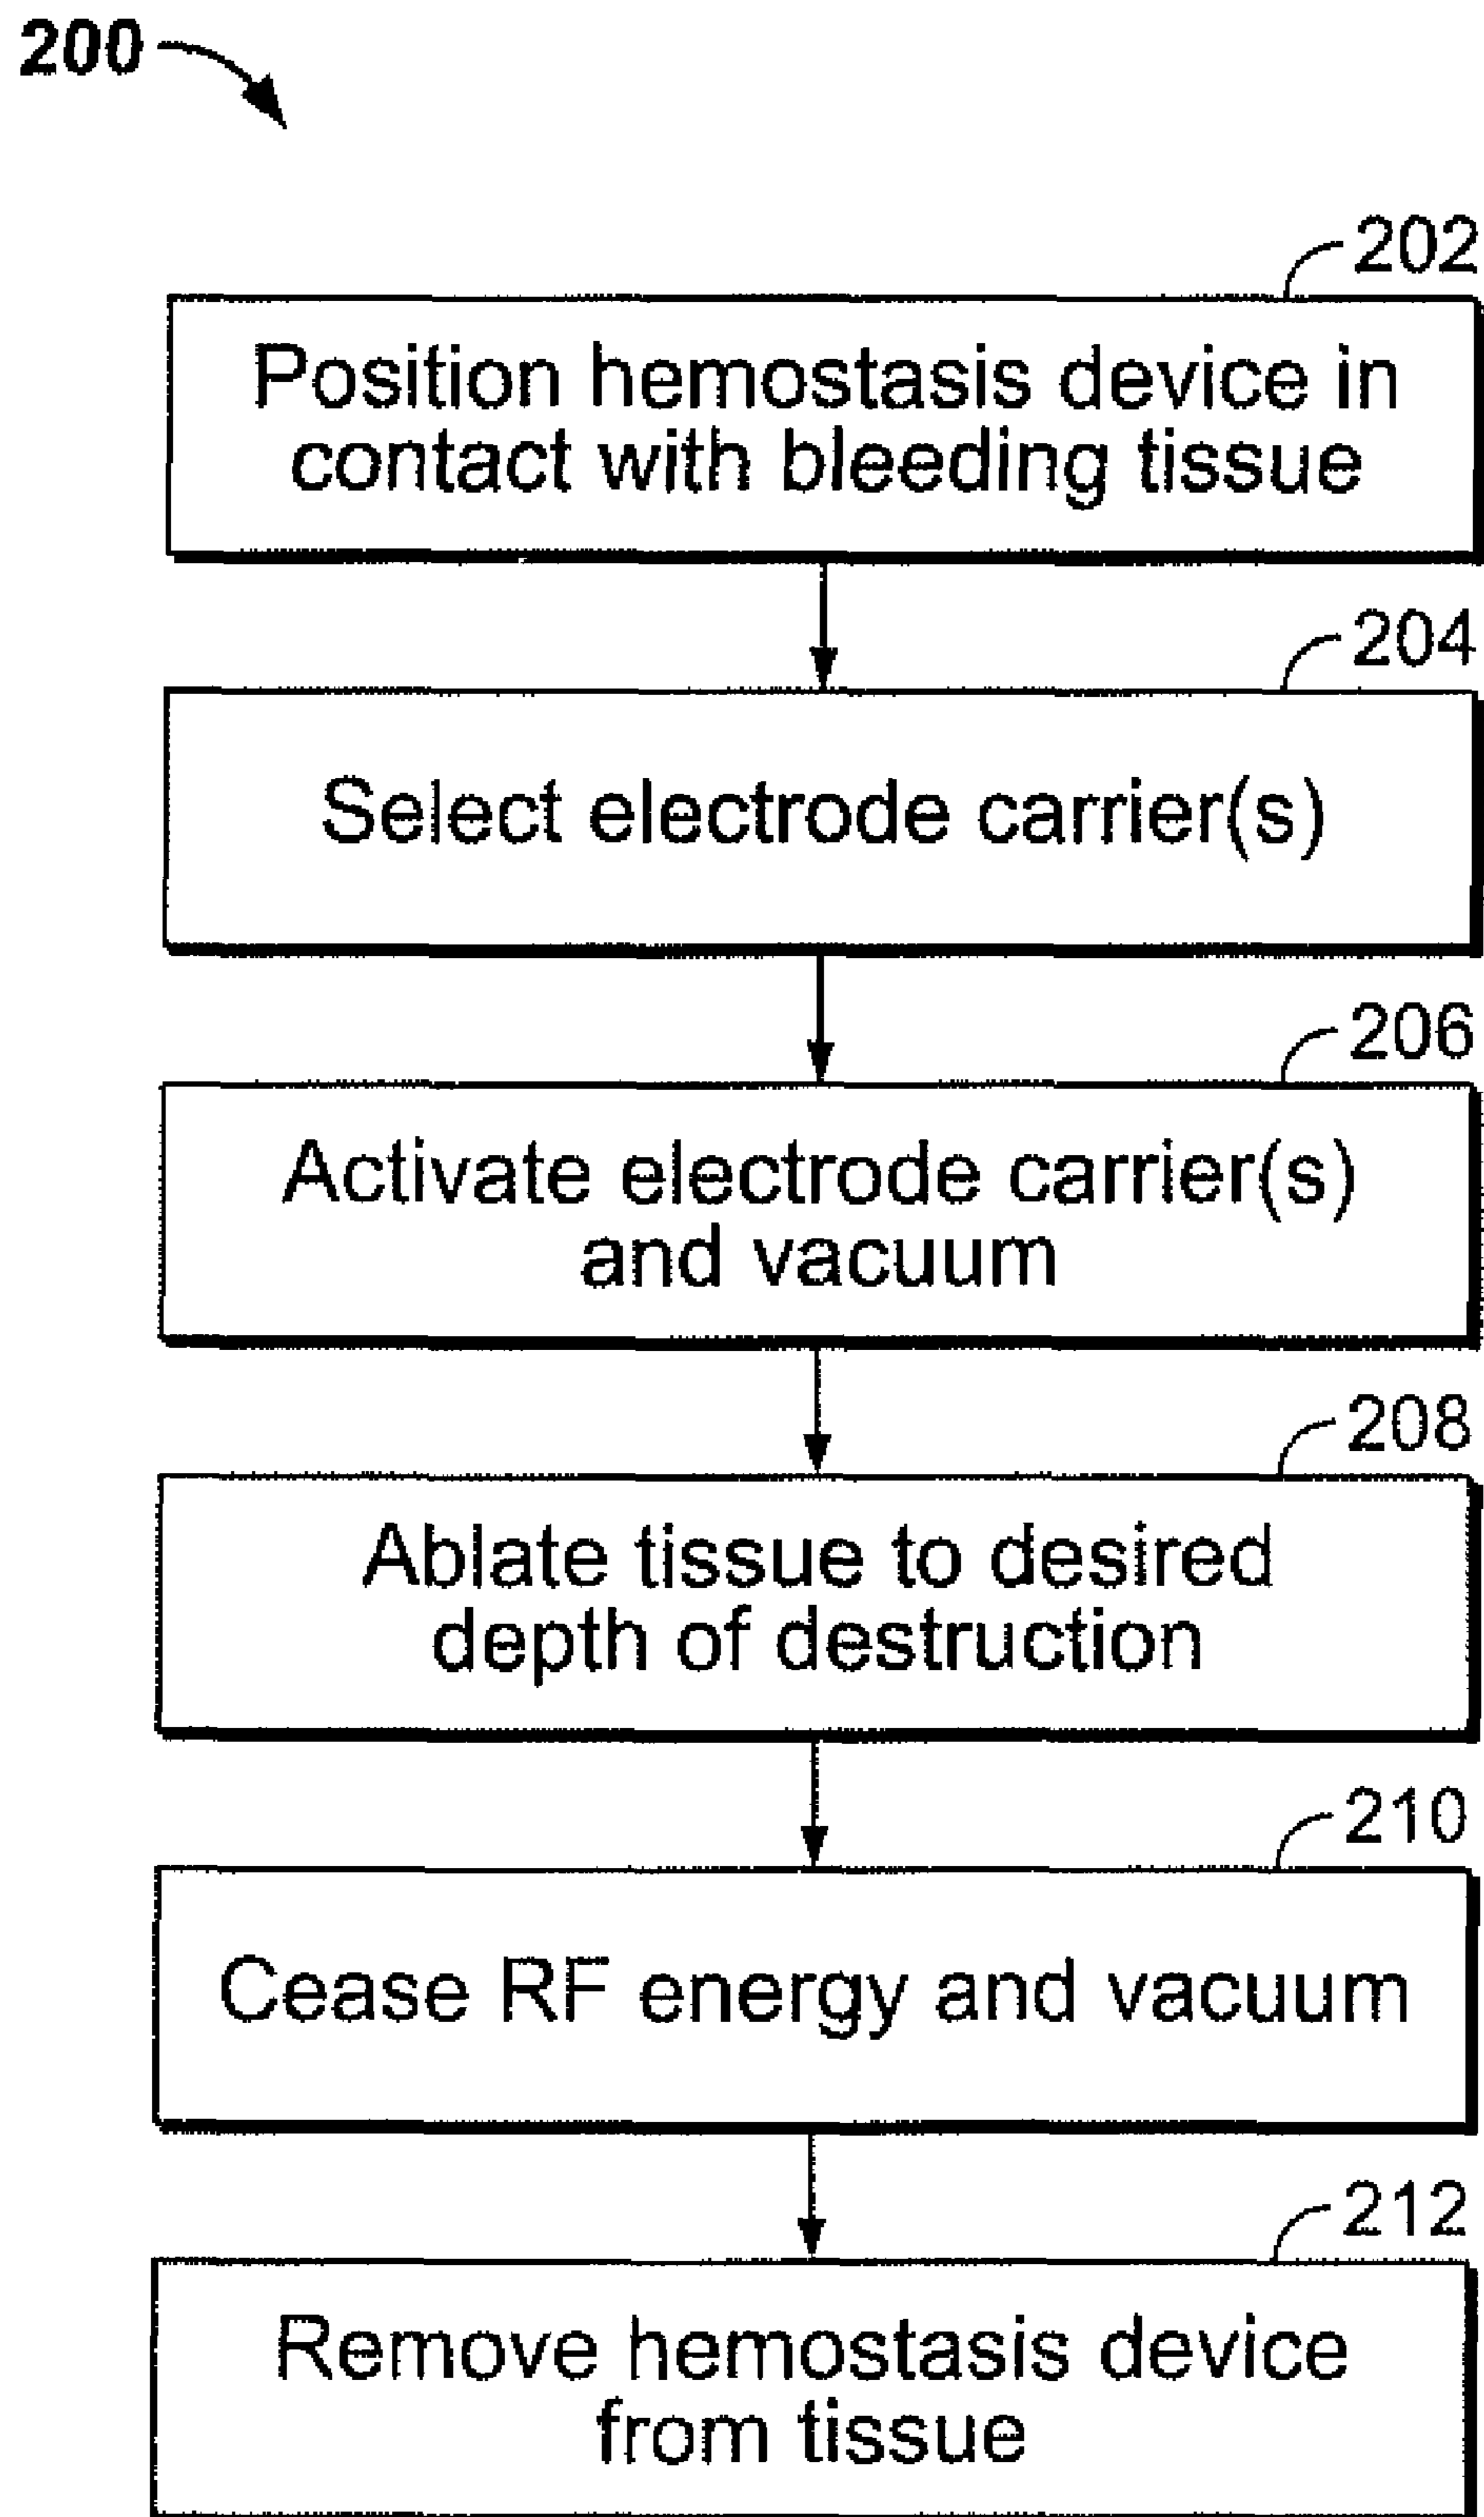 200
202
Position hemostasis device in
contact with bleeding tissue
204
Select electrode carrier(s)
206
Activate electrode carrier(s)
and vacuum
208
Ablate tissue to desired
depth of destruction
210
Cease RF energy and vacuum
212
Remove hemostasis device
from tissue